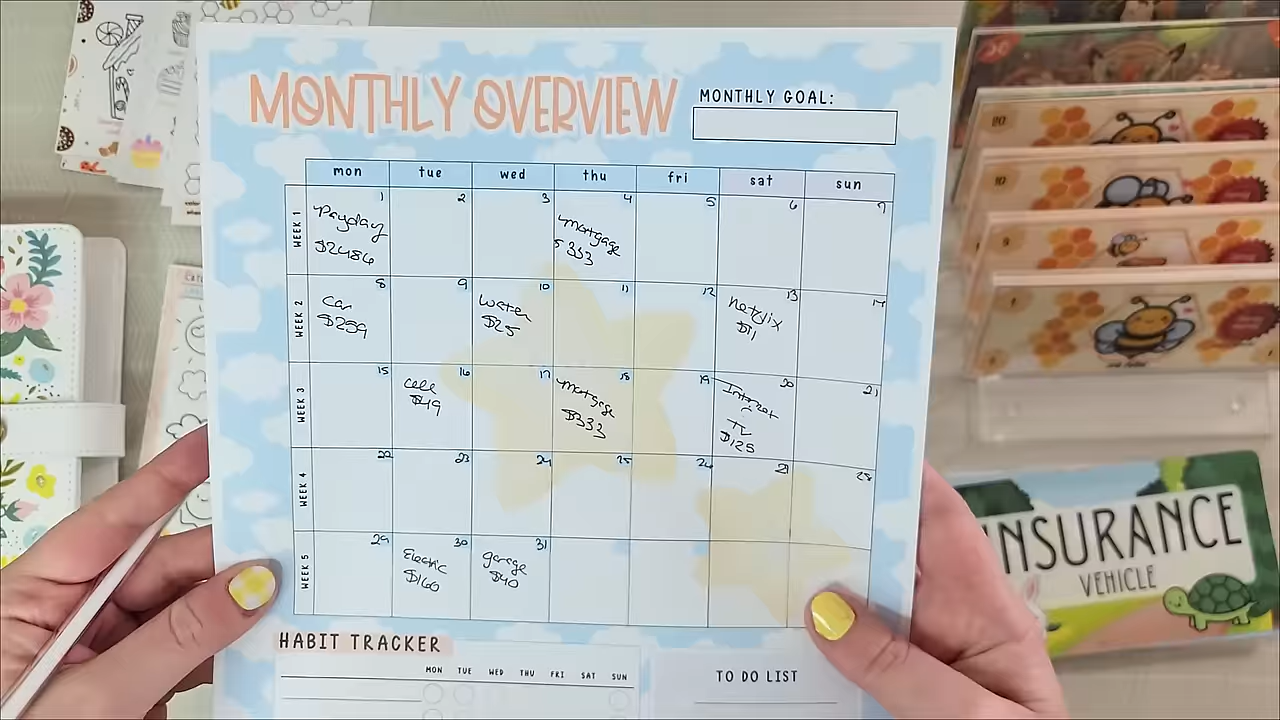 MONTHLY OVERVIEW
MONTHLY GOAL:
mon tue wed thu fri sat sun
WEEK 1
1 2 3 4 5 6 7
Payday
$2486
mortgage
$333
WEEK 2
8 9 10 11 12 13 14
Car
$259
water
$25
Netflix
$11
WEEK 3
15 16 17 18 19 20 21
cell
$49
mortgage
$333
Internet
&
TV
$125
WEEK 4
22 23 24 25 26 27 28
WEEK 5
29 30 31
Electric
$160
garage
$40
HABIT TRACKER
MON TUE WED THU FRI SAT SUN
TO DO LIST
INSURANCE
VEHICLE
20
10